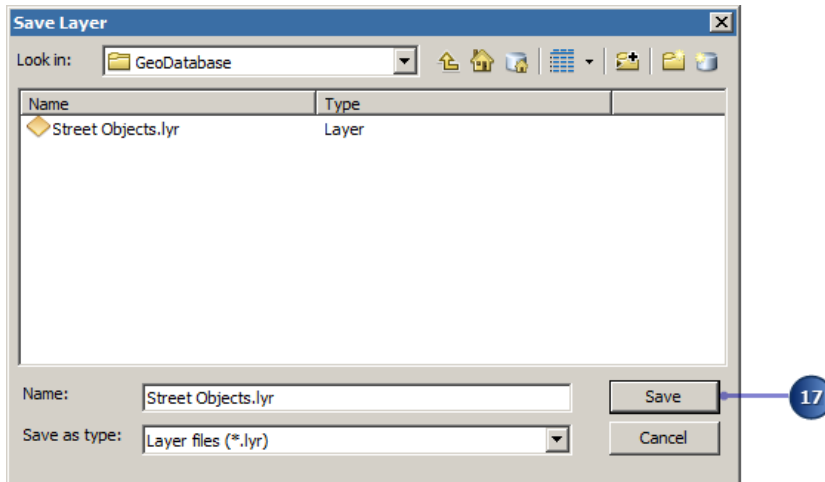 Save Layer
Look in: GeoDatabase
Name Type
Street Objects.lyr Layer
Name: Street Objects.lyr Save 17
Save as type: Layer files (*.lyr) Cancel